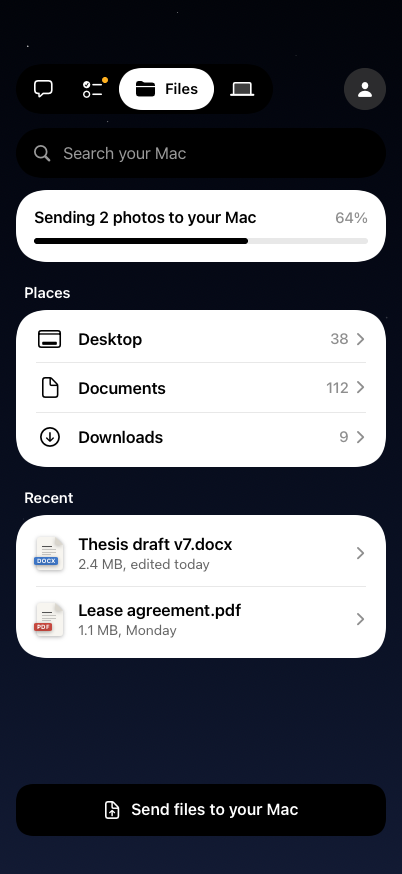 Files
Search your Mac
Sending 2 photos to your Mac 64%
Places
Desktop 38
Documents 112
Downloads 9
Recent
Thesis draft v7.docx
DOCX
2.4 MB, edited today
Lease agreement.pdf
PDF
1.1 MB, Monday
Send files to your Mac